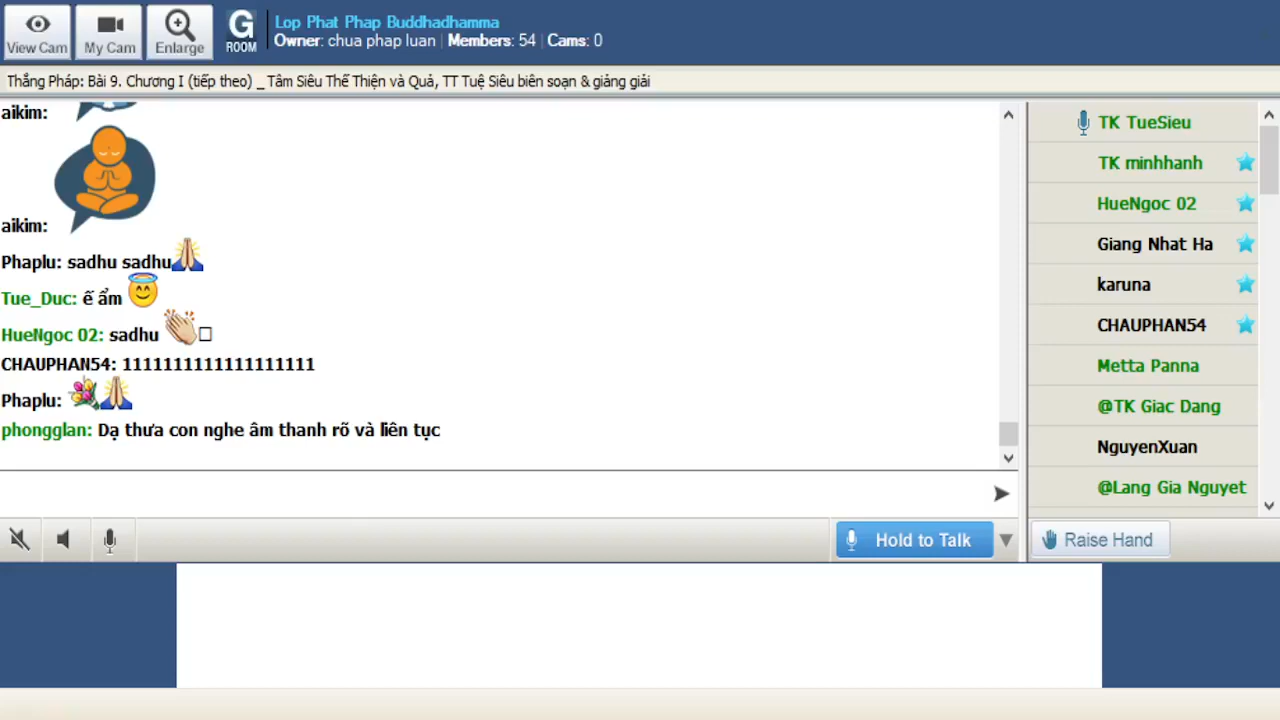 View Cam
My Cam
Enlarge
G
ROOM
Lop Phat Phap Buddhadhamma
Owner: chua phap luan | Members: 54 | Cams: 0
Thắng Pháp: Bài 9. Chương I (tiếp theo) _ Tâm Siêu Thế Thiện và Quả, TT Tuệ Siêu biên soạn & giảng giải
aikim:
aikim:
Phaplu: sadhu sadhu
Tue_Duc: ế ẩm
HueNgoc 02: sadhu
CHAUPHAN54: 1111111111111111111
Phaplu:
phongglan: Dạ thưa con nghe âm thanh rõ và liên tục
TK TueSieu
TK minhhanh
HueNgoc 02
Giang Nhat Ha
karuna
CHAUPHAN54
Metta Panna
@TK Giac Dang
NguyenXuan
@Lang Gia Nguyet
Hold to Talk
Raise Hand